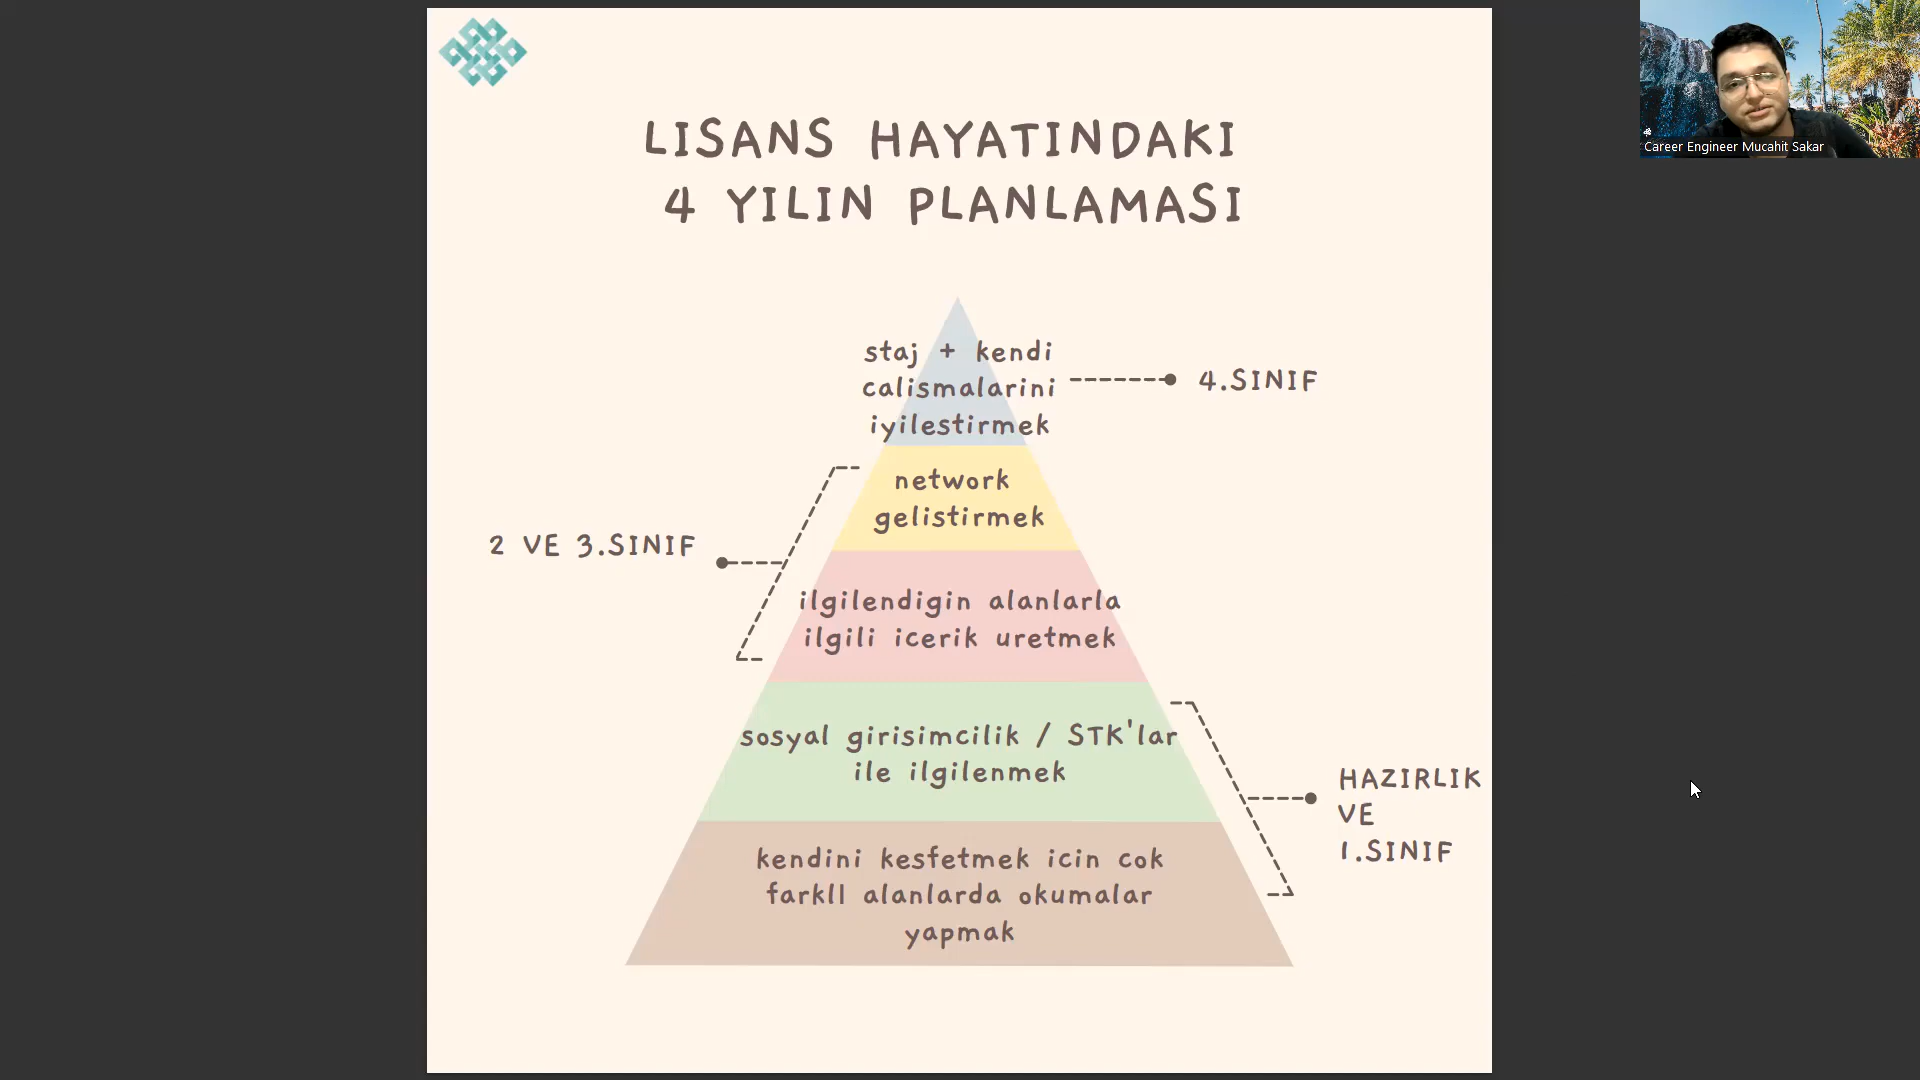 LISANS HAYATINDAKI
4 YILIN PLANLAMASI
staj + kendi
calismalarini
iyilestirmek
4.SINIF
network
gelistirmek
2 VE 3.SINIF
ilgilendigin alanlarla
ilgili icerik uretmek
sosyal girisimcilik / STK'lar
ile ilgilenmek
HAZIRLIK
VE
1.SINIF
kendini kesfetmek icin cok
farklI alanlarda okumalar
yapmak
Career Engineer Mucahit Sakar